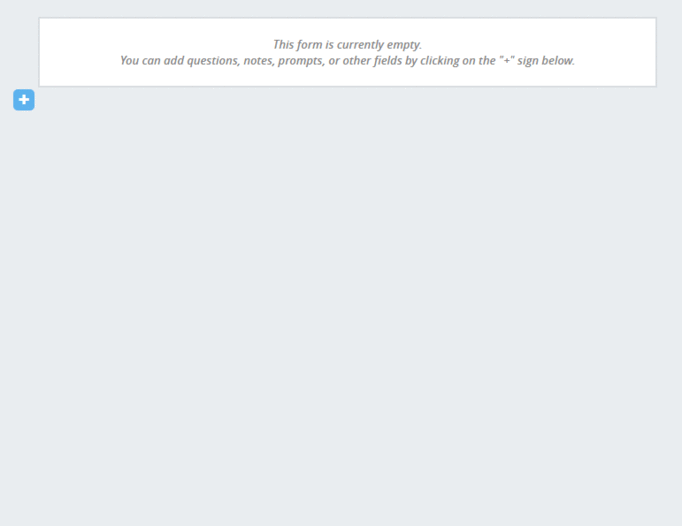 This form is currently empty.
You can add questions, notes, prompts, or other fields by clicking on the "+" sign below.